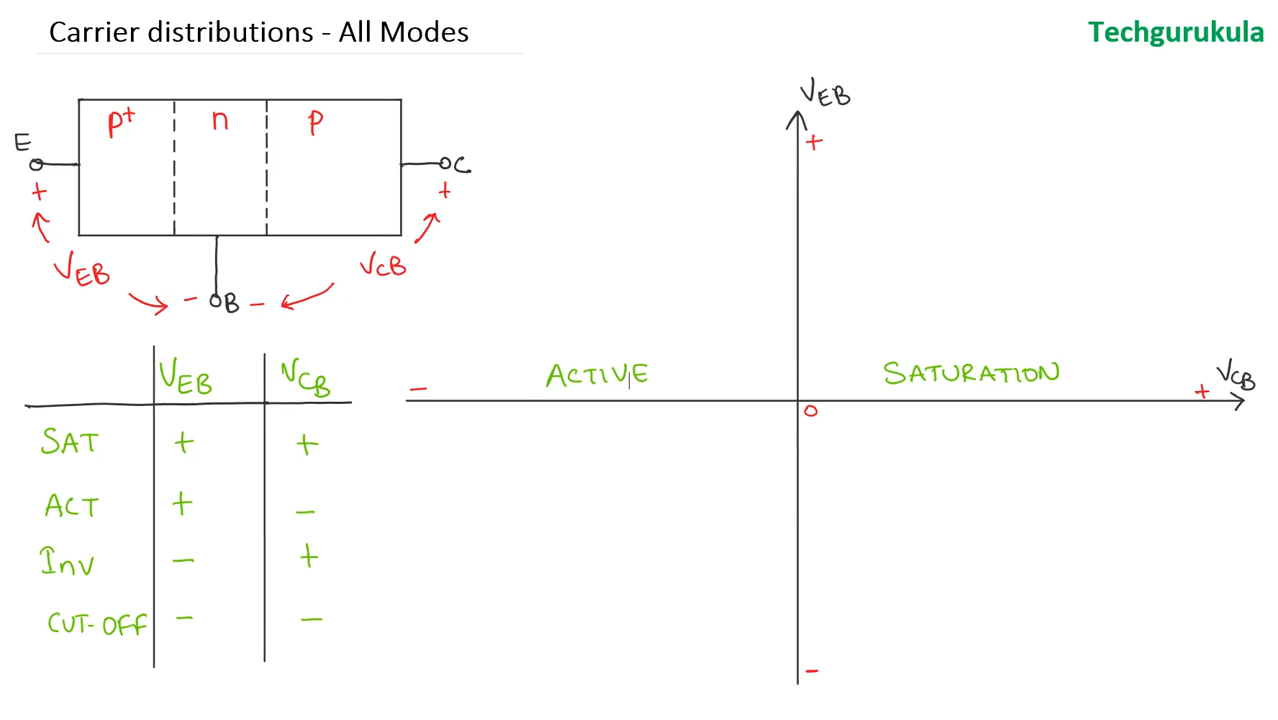 Carrier distributions - All Modes
Techgurukula
p+ n p
E
C
+
+
VEB
VCB
- B -
VEB VCB
SAT + +
ACT + -
Inv - +
CUT-OFF - -
VEB
+
ACTIVE SATURATION VCB
- +
0
-